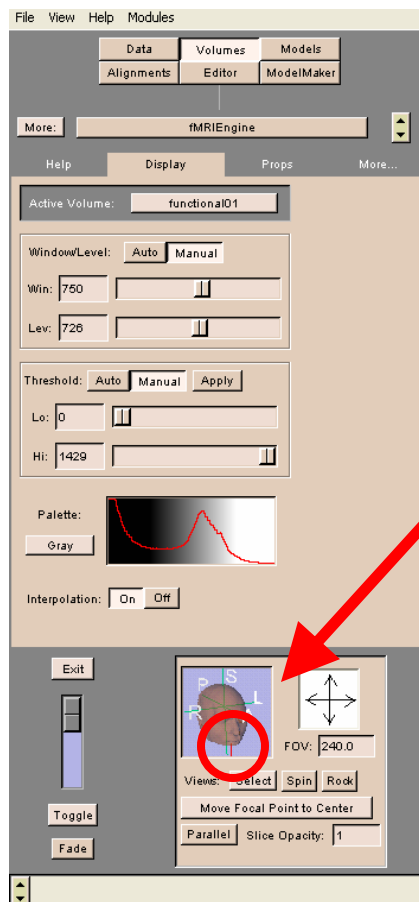 File View Help Modules
Data Volumes Models
Alignments Editor ModelMaker
More: fMRIEngine
Help Display Props More...
Active Volume: functional01
Window/Level: Auto Manual
Win: 750
Lev: 726
Threshold: Auto Manual Apply
Lo: 0
Hi: 1429
Palette:
Gray
Interpolation: On Off
Exit
P S
R A L
FOV: 240.0
Views: Select Spin Rock
Move Focal Point to Center
Toggle
Parallel Slice Opacity: 1
Fade